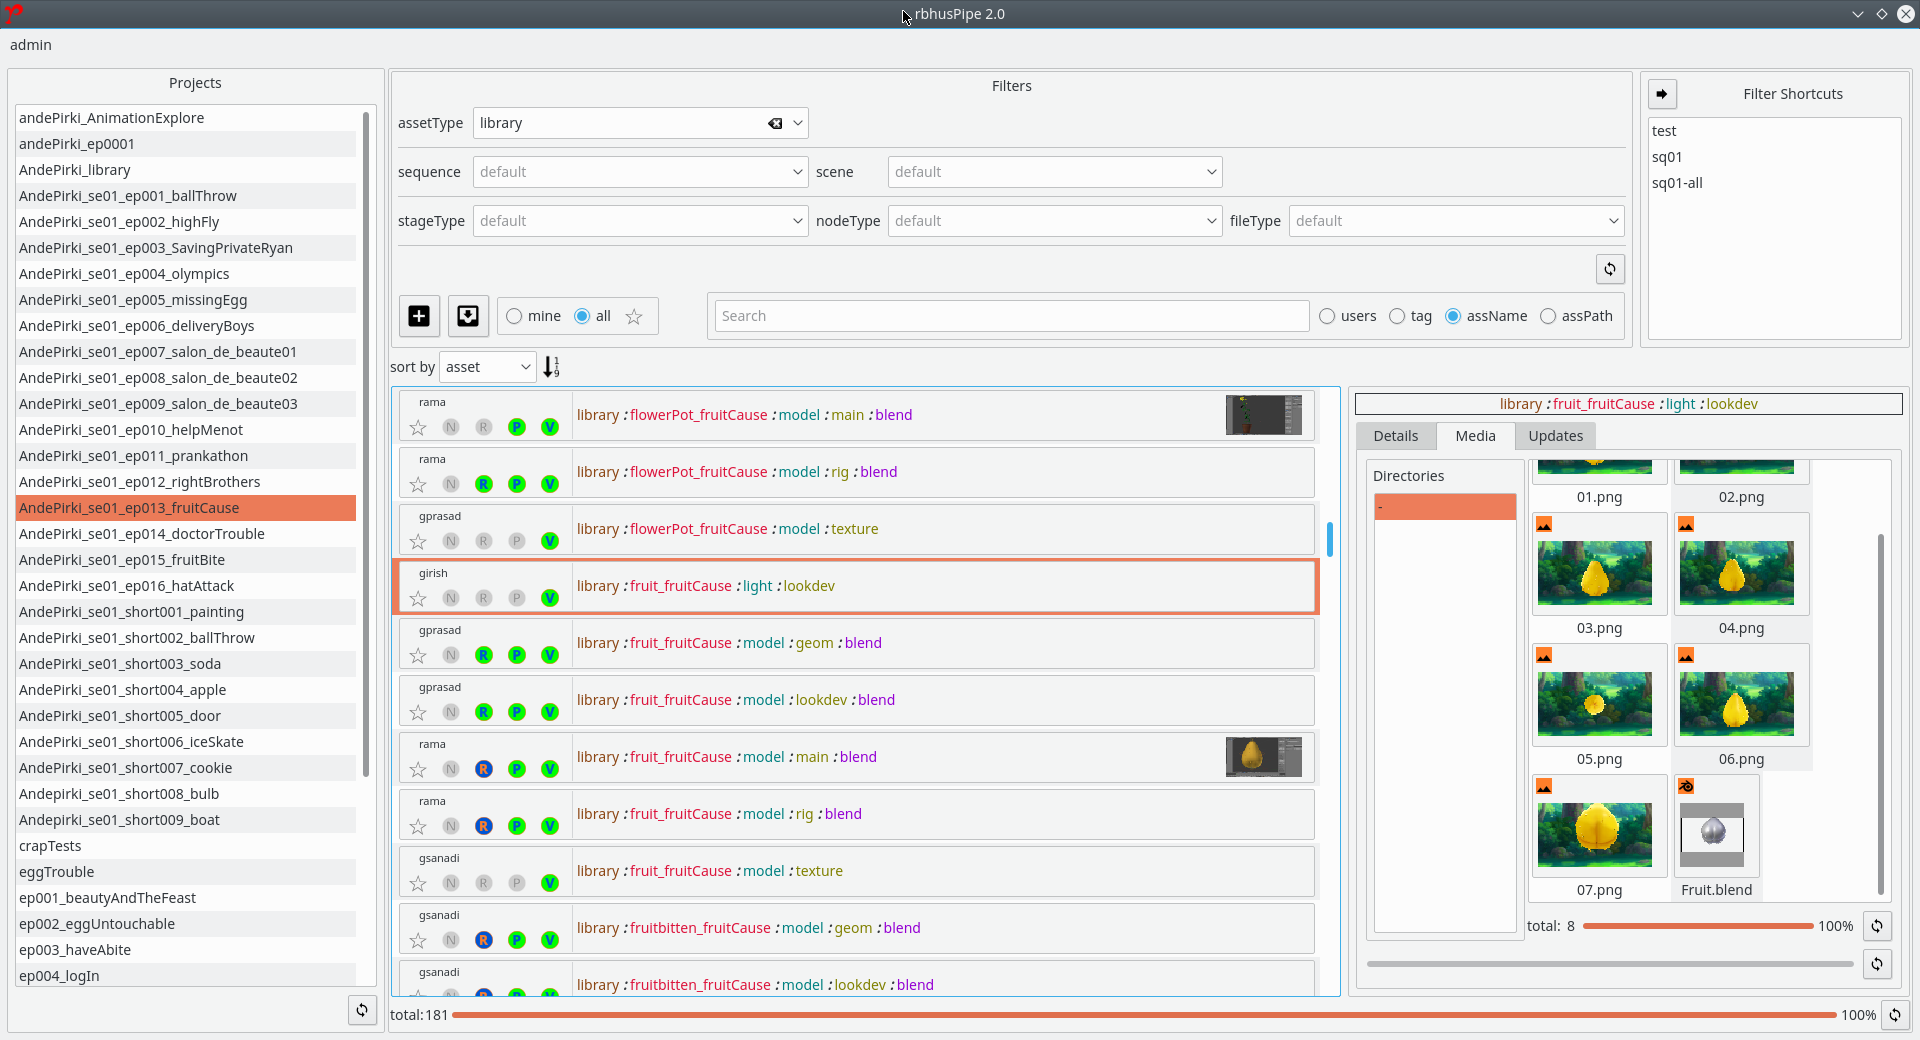 rbhusPipe 2.0
admin
Projects
andePirki_AnimationExplore
andePirki_ep0001
AndePirki_library
AndePirki_se01_ep001_ballThrow
AndePirki_se01_ep002_highFly
AndePirki_se01_ep003_SavingPrivateRyan
AndePirki_se01_ep004_olympics
AndePirki_se01_ep005_missingEgg
AndePirki_se01_ep006_deliveryBoys
AndePirki_se01_ep007_salon_de_beaute01
AndePirki_se01_ep008_salon_de_beaute02
AndePirki_se01_ep009_salon_de_beaute03
AndePirki_se01_ep010_helpMenot
AndePirki_se01_ep011_prankathon
AndePirki_se01_ep012_rightBrothers
AndePirki_se01_ep013_fruitCause
AndePirki_se01_ep014_doctorTrouble
AndePirki_se01_ep015_fruitBite
AndePirki_se01_ep016_hatAttack
AndePirki_se01_short001_painting
AndePirki_se01_short002_ballThrow
AndePirki_se01_short003_soda
AndePirki_se01_short004_apple
AndePirki_se01_short005_door
AndePirki_se01_short006_iceSkate
AndePirki_se01_short007_cookie
AndePirki_se01_short008_bulb
Andepirki_se01_short009_boat
crapTests
eggTrouble
ep001_beautyAndTheFeast
ep002_eggUntouchable
ep003_haveAbite
ep004_logIn
Filters
assetType library
sequence default scene default
stageType default nodeType default fileType default
mine all Search users tag assName assPath
Filter Shortcuts
test
sq01
sq01-all
sort by asset
rama
N R P V library :flowerPot_fruitCause :model :main :blend
rama
N R P V library :flowerPot_fruitCause :model :rig :blend
gprasad
N R P V library :flowerPot_fruitCause :model :texture
girish
N R P V library :fruit_fruitCause :light :lookdev
gprasad
N R P V library :fruit_fruitCause :model :geom :blend
gprasad
N R P V library :fruit_fruitCause :model :lookdev :blend
rama
N R P V library :fruit_fruitCause :model :main :blend
rama
N R P V library :fruit_fruitCause :model :rig :blend
gsanadi
N R P V library :fruit_fruitCause :model :texture
gsanadi
N R P V library :fruitbitten_fruitCause :model :geom :blend
gsanadi
N R P V library :fruitbitten_fruitCause :model :lookdev :blend
total:181 100%
library :fruit_fruitCause :light :lookdev
Details Media Updates
Directories
-
01.png 02.png
03.png 04.png
05.png 06.png
07.png Fruit.blend
total: 8 100%